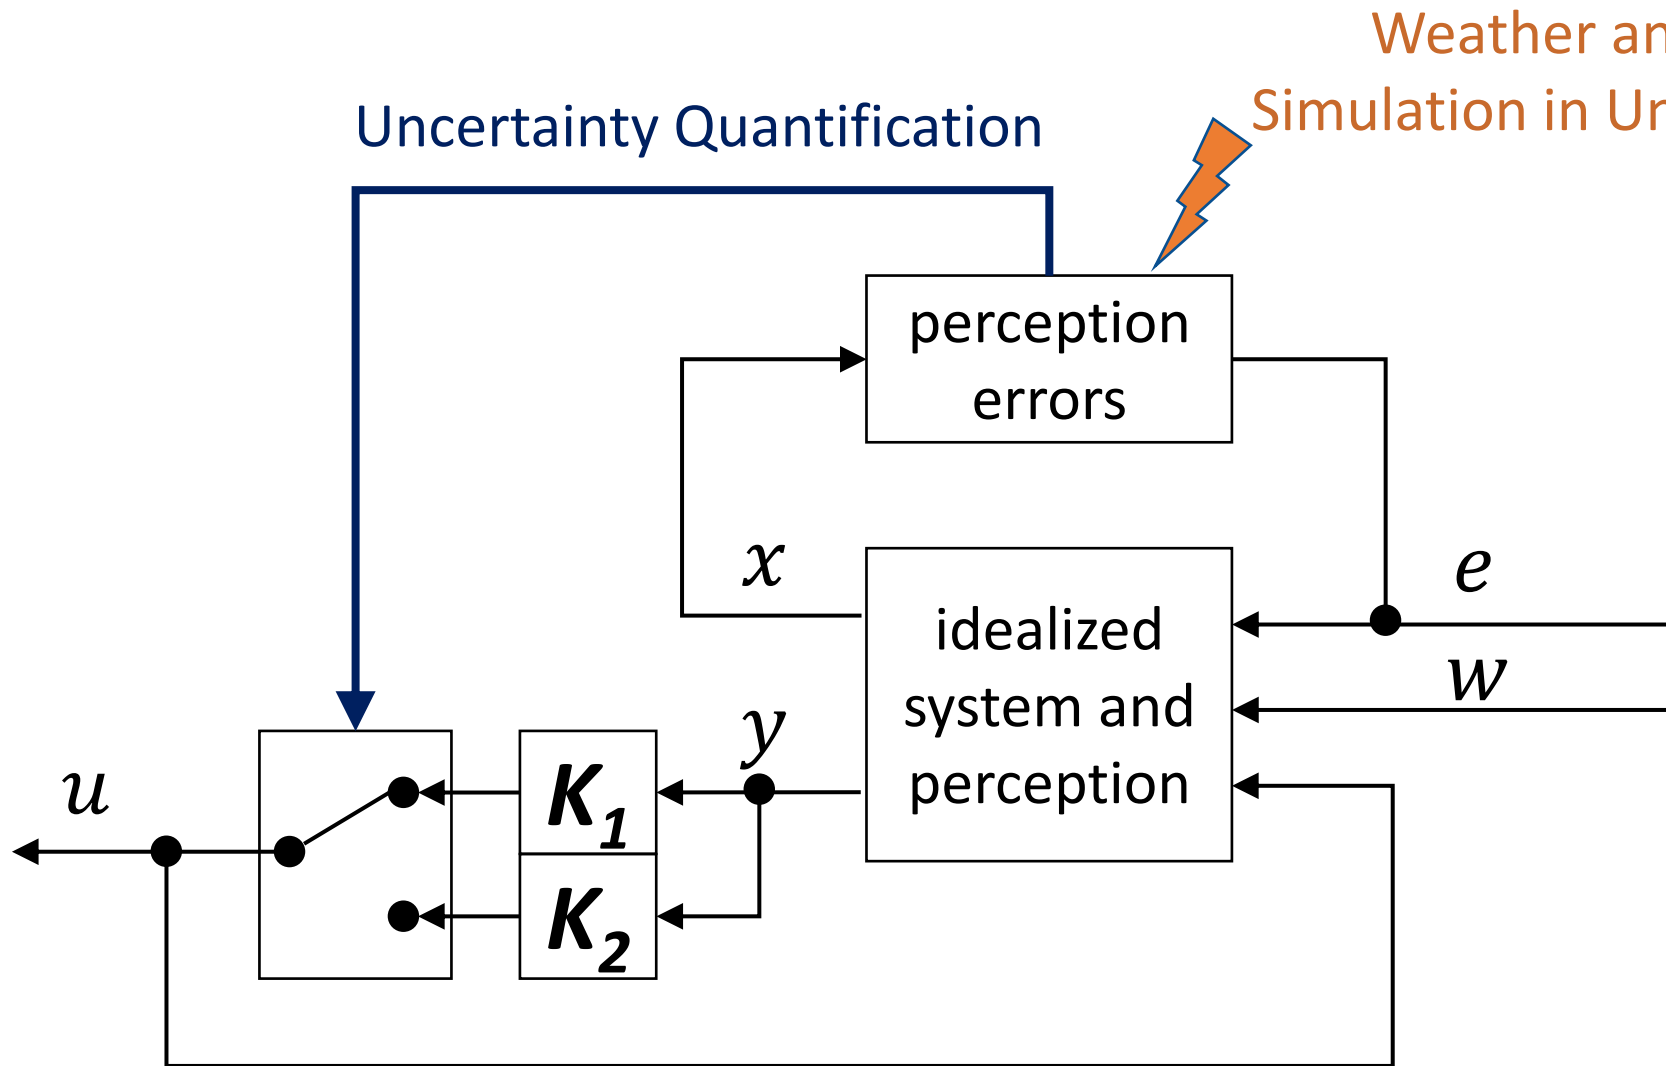 Weather an
Simulation in Ur
Uncertainty Quantification
perception
errors
x
e
idealized
system and
perception
w
y
u
K1
K2